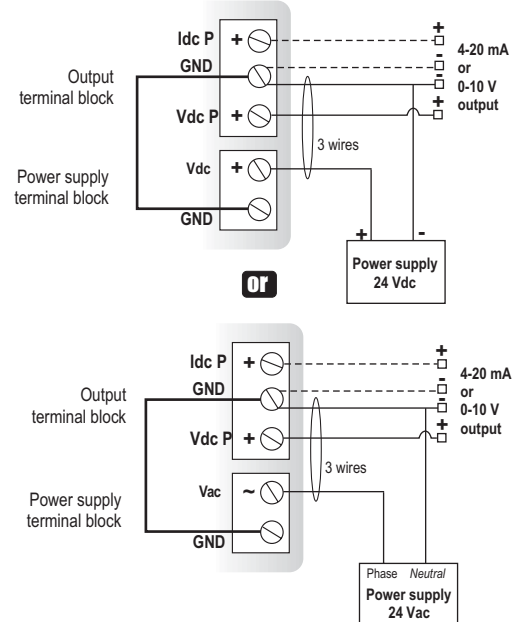 Output
terminal block
Idc P
GND
Vdc P
+
+
4-20 mA
or
0-10 V
output
+
-
-
+
3 wires
Power supply
terminal block
Vdc
GND
+
+ -
Power supply
24 Vdc
or
Output
terminal block
Idc P
GND
Vdc P
+
+
4-20 mA
or
0-10 V
output
+
-
-
+
3 wires
Power supply
terminal block
Vac
GND
~
Phase Neutral
Power supply
24 Vac